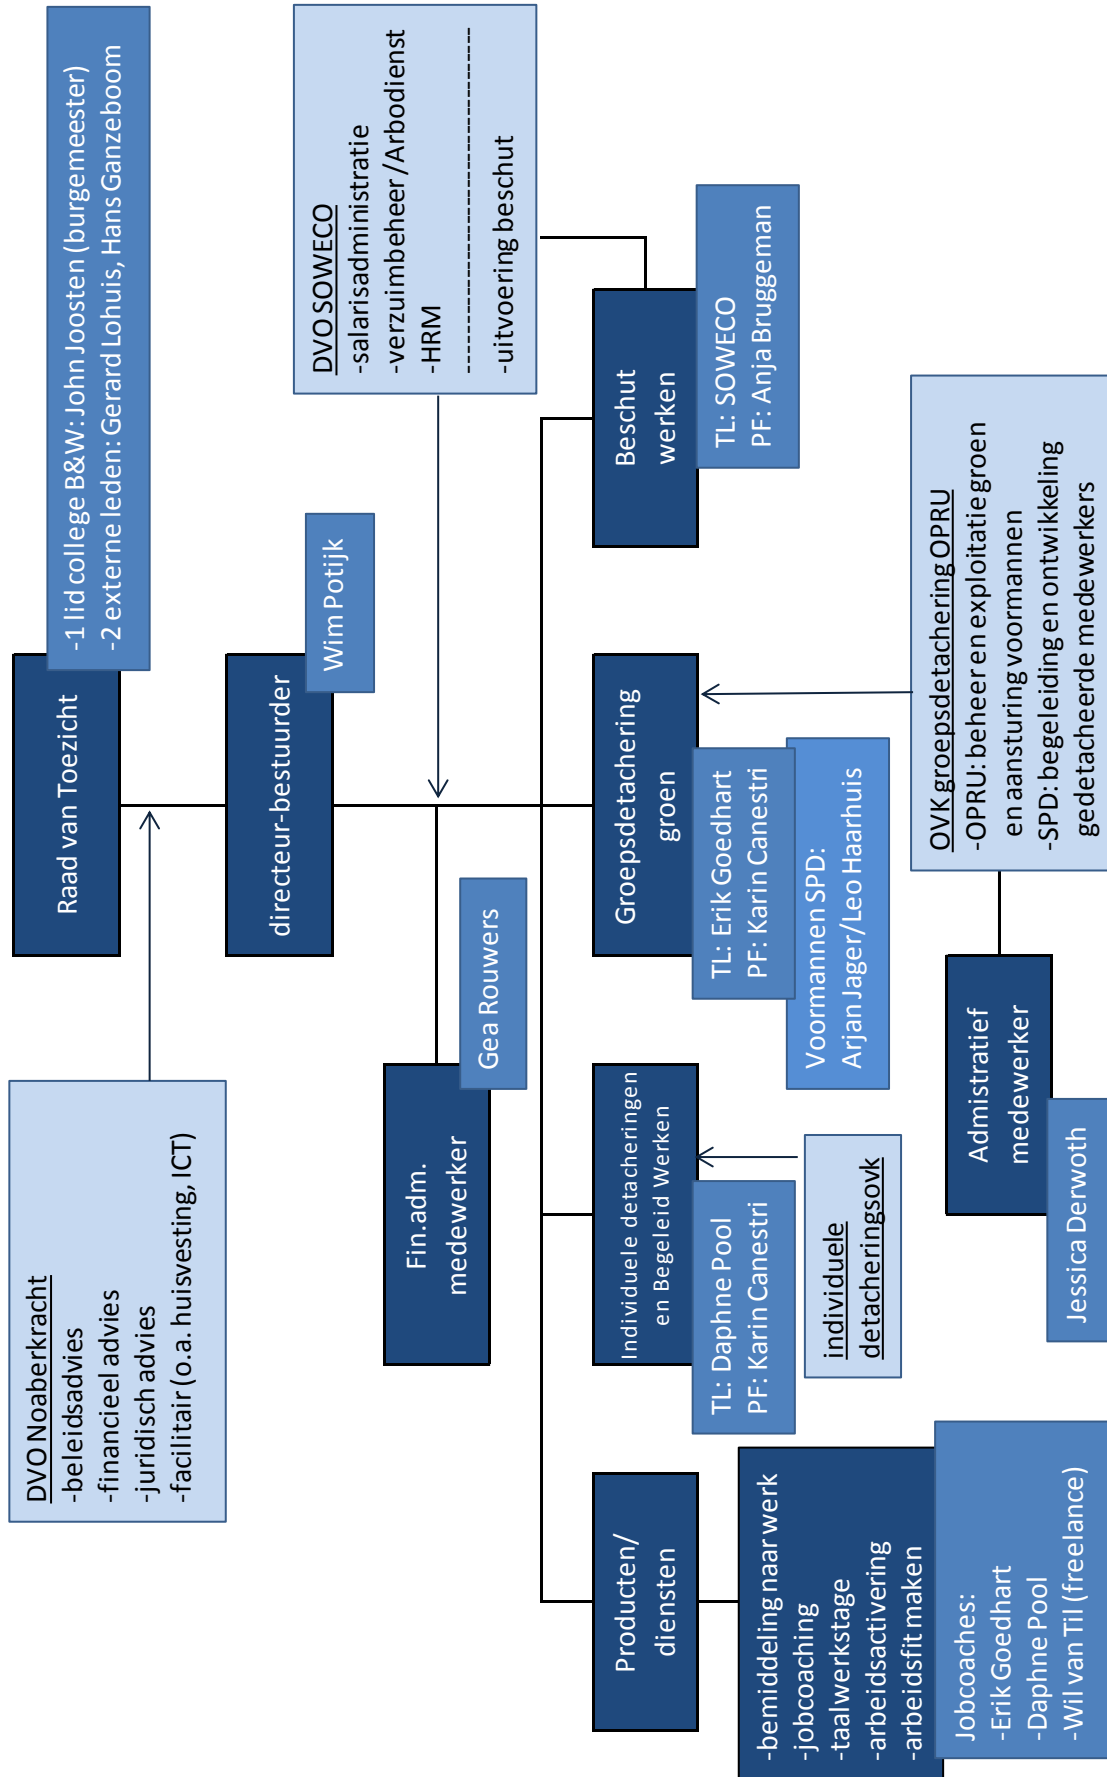 Raad van Toezicht
-1 lid college B&W: John Joosten (burgemeester)
-2 externe leden: Gerard Lohuis, Hans Ganzeboom
DVO Noaberkracht
-beleidsadvies
-financieel advies
-juridisch advies
-facilitair (o.a. huisvesting, ICT)
directeur-bestuurder
Wim Potijk
DVO SOWECO
-salarisadministratie
-verzuimbeheer/Arbodienst
-HRM
----------------------------
-uitvoering beschut
Fin.adm.
medewerker
Gea Rouwers
Producten/
diensten
-bemiddeling naar werk
-jobcoaching
-taalwerkstage
-arbeidsactivering
-arbeidsfit maken
Jobcoaches:
-Erik Goedhart
-Daphne Pool
-Wil van Til (freelance)
Individuele detacheringen
en Begeleid Werken
TL: Daphne Pool
PF: Karin Canestri
individuele
detacheringsovk
Groepsdetachering
groen
TL: Erik Goedhart
PF: Karin Canestri
Voormannen SPD:
Arjan Jager/Leo Haarhuis
Beschut
werken
TL: SOWECO
PF: Anja Bruggeman
OVK groepsdetachering OPRU
-OPRU: beheer en exploitatie groen
en aansturing voormannen
-SPD: begeleiding en ontwikkeling
gedetacheerde medewerkers
Admistratief
medewerker
Jessica Derwoth